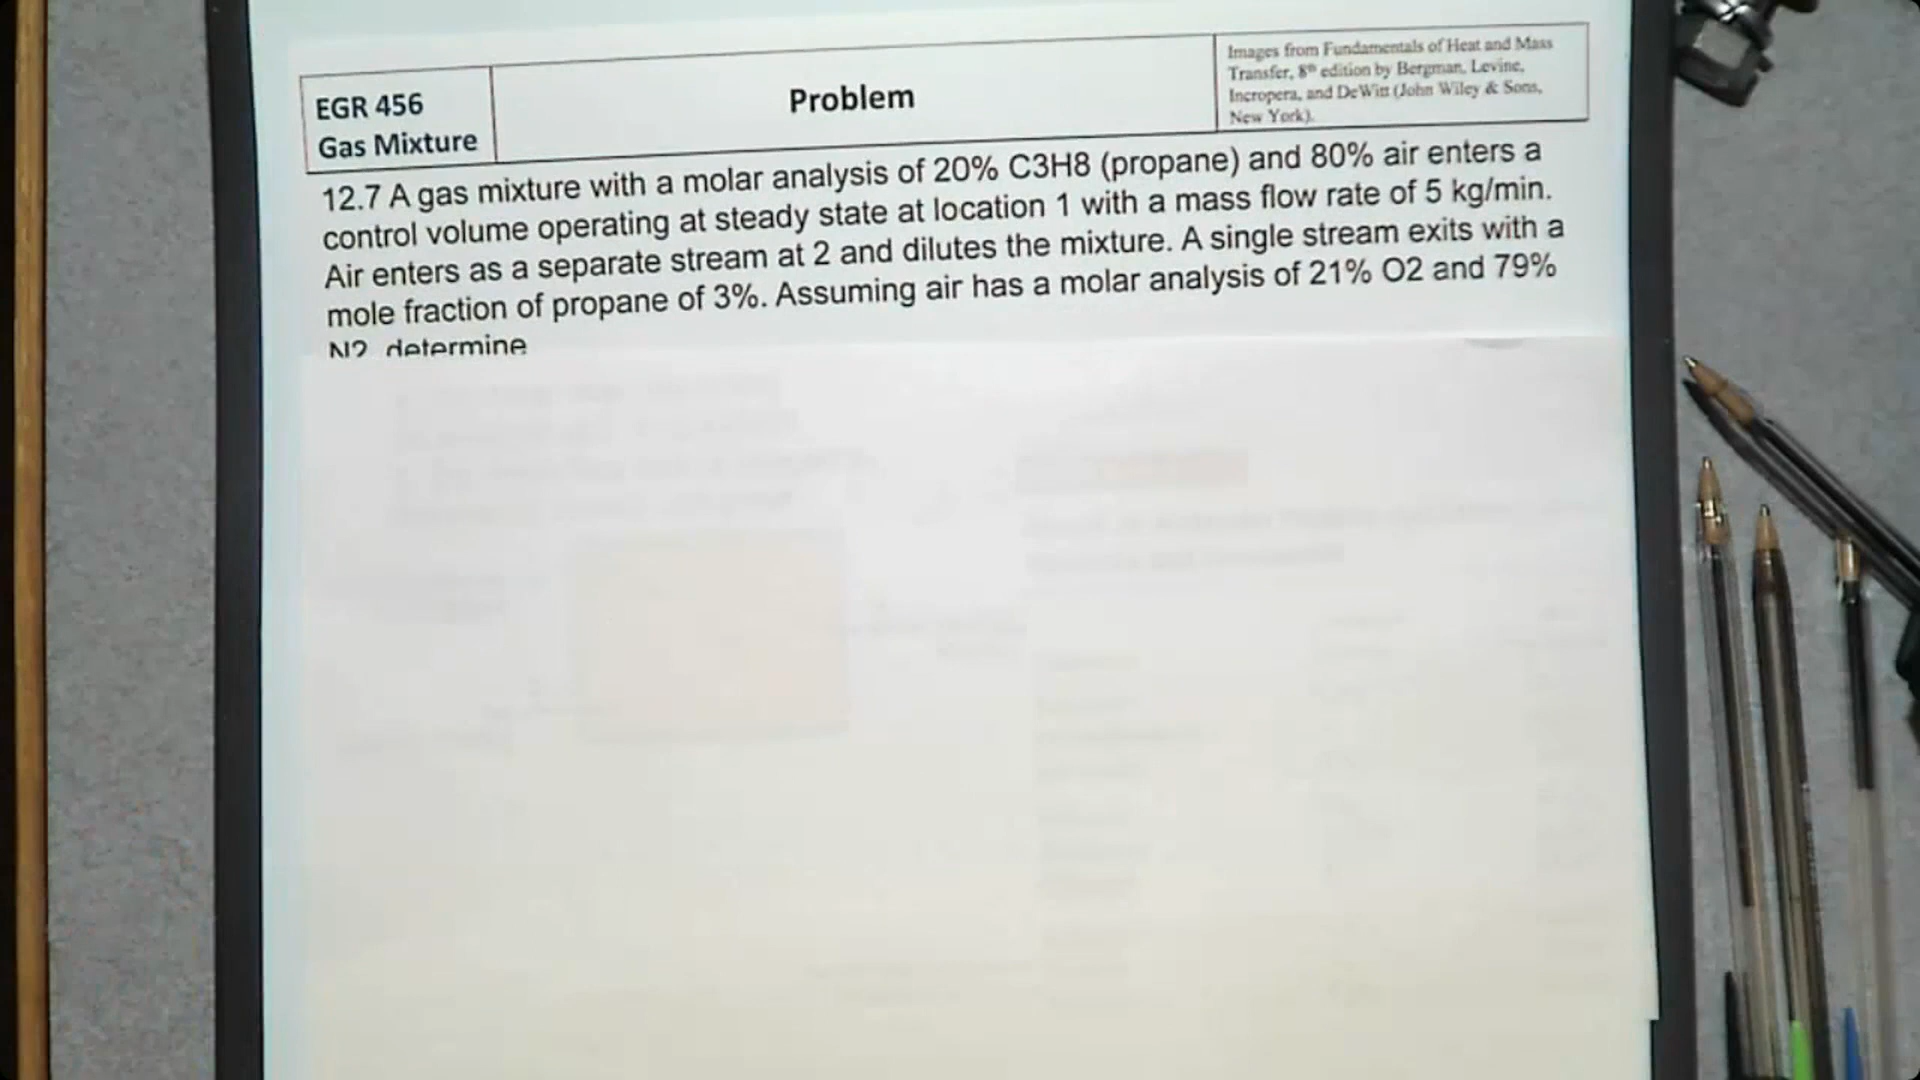 EGR 456
Gas Mixture
Problem
Images from Fundamentals of Heat and Mass
Transfer, 8th edition by Bergman, Levine,
Incropera, and DeWitt (John Wiley & Sons,
New York).
12.7 A gas mixture with a molar analysis of 20% C3H8 (propane) and 80% air enters a
control volume operating at steady state at location 1 with a mass flow rate of 5 kg/min.
Air enters as a separate stream at 2 and dilutes the mixture. A single stream exits with a
mole fraction of propane of 3%. Assuming air has a molar analysis of 21% O2 and 79%
N2, determine